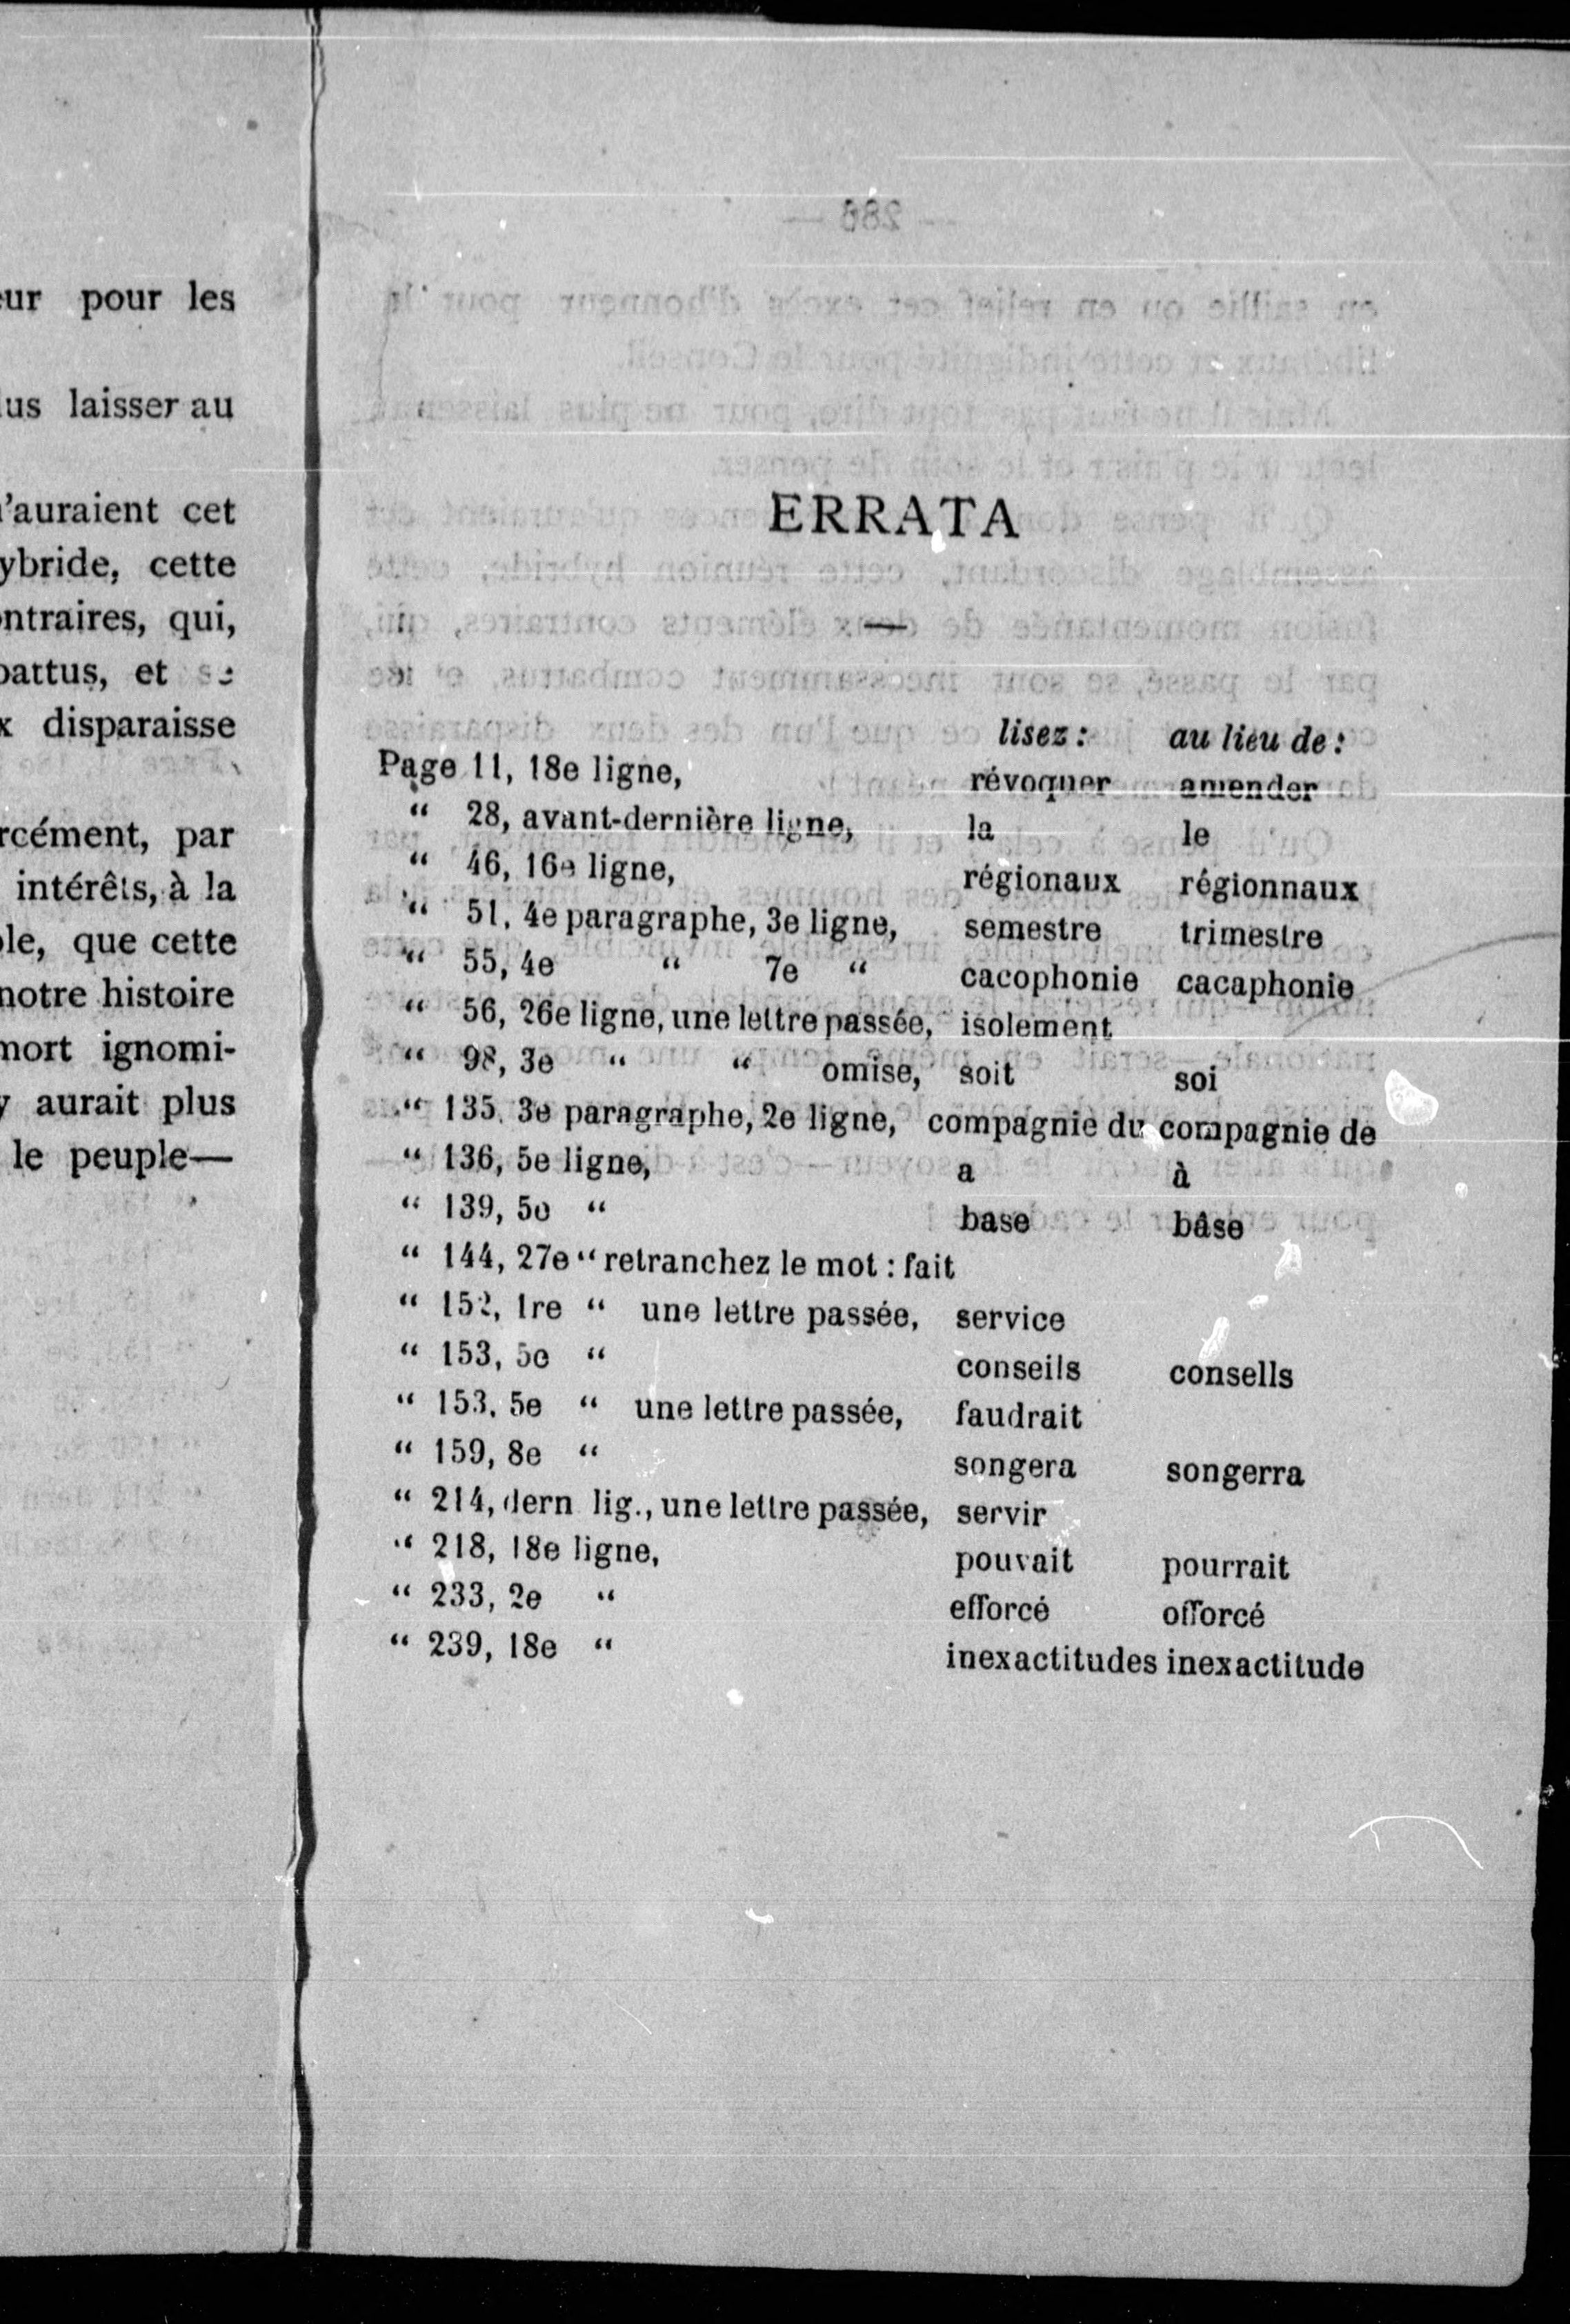 eur pour les
lus laisser au
'auraient cet
ybride, cette
ontraires, qui,
battus, et se
x disparaisse
rcément, par
intérêts, à la
ble, que cette
notre histoire
mort ignomi-
y aurait plus
le peuple—
ERRATA
lisez : au lieu de :
Page 11, 18e ligne, révoquer amender
“ 28, avant-dernière ligne, la le
“ 46, 16e ligne, régionaux régionnaux
“ 51, 4e paragraphe, 3e ligne, semestre trimestre
“ 55, 4e “ 7e “ cacophonie cacaphonie
“ 56, 26e ligne, une lettre passée, isolement
“ 98, 3e “ “ omise, soit soi
“ 135, 3e paragraphe, 2e ligne, compagnie du compagnie de
“ 136, 5e ligne, a à
“ 139, 5e “ base bâse
“ 144, 27e “ retranchez le mot : fait
“ 152, 1re “ une lettre passée, service
“ 153, 5e “ conseils consells
“ 153, 5e “ une lettre passée, faudrait
“ 159, 8e “ songera songerra
“ 214, dern lig., une lettre passée, servir
“ 218, 18e ligne, pouvait pourrait
“ 233, 2e “ efforcé offorcé
“ 239, 18e “ inexactitudes inexactitude